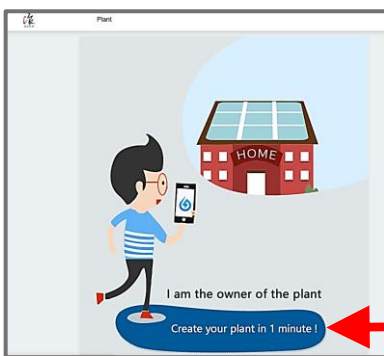 Plant
HOME
I am the owner of the plant
Create your plant in 1 minute !